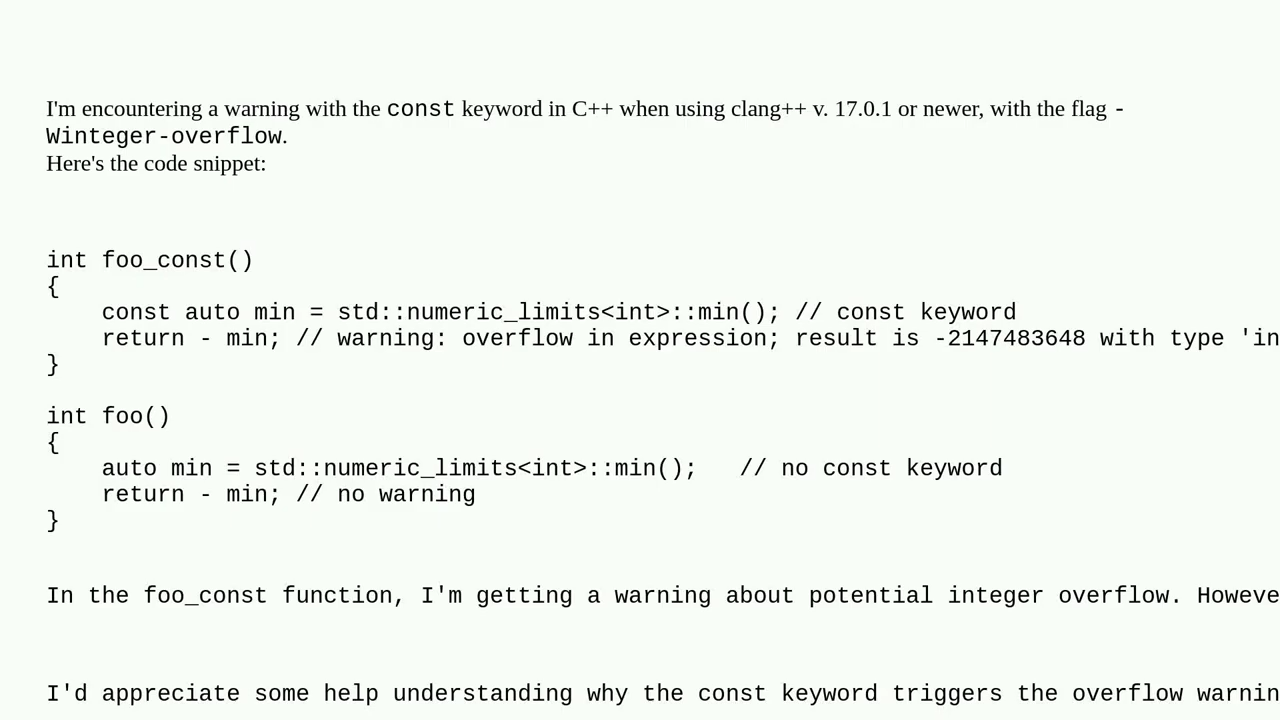 I'm encountering a warning with the const keyword in C++ when using clang++ v. 17.0.1 or newer, with the flag -
Winteger-overflow.
Here's the code snippet:
int foo_const()
{
    const auto min = std::numeric_limits<int>::min(); // const keyword
    return - min; // warning: overflow in expression; result is -2147483648 with type 'in
}
int foo()
{
    auto min = std::numeric_limits<int>::min();   // no const keyword
    return - min; // no warning
}
In the foo_const function, I'm getting a warning about potential integer overflow. Howeve
I'd appreciate some help understanding why the const keyword triggers the overflow warnin